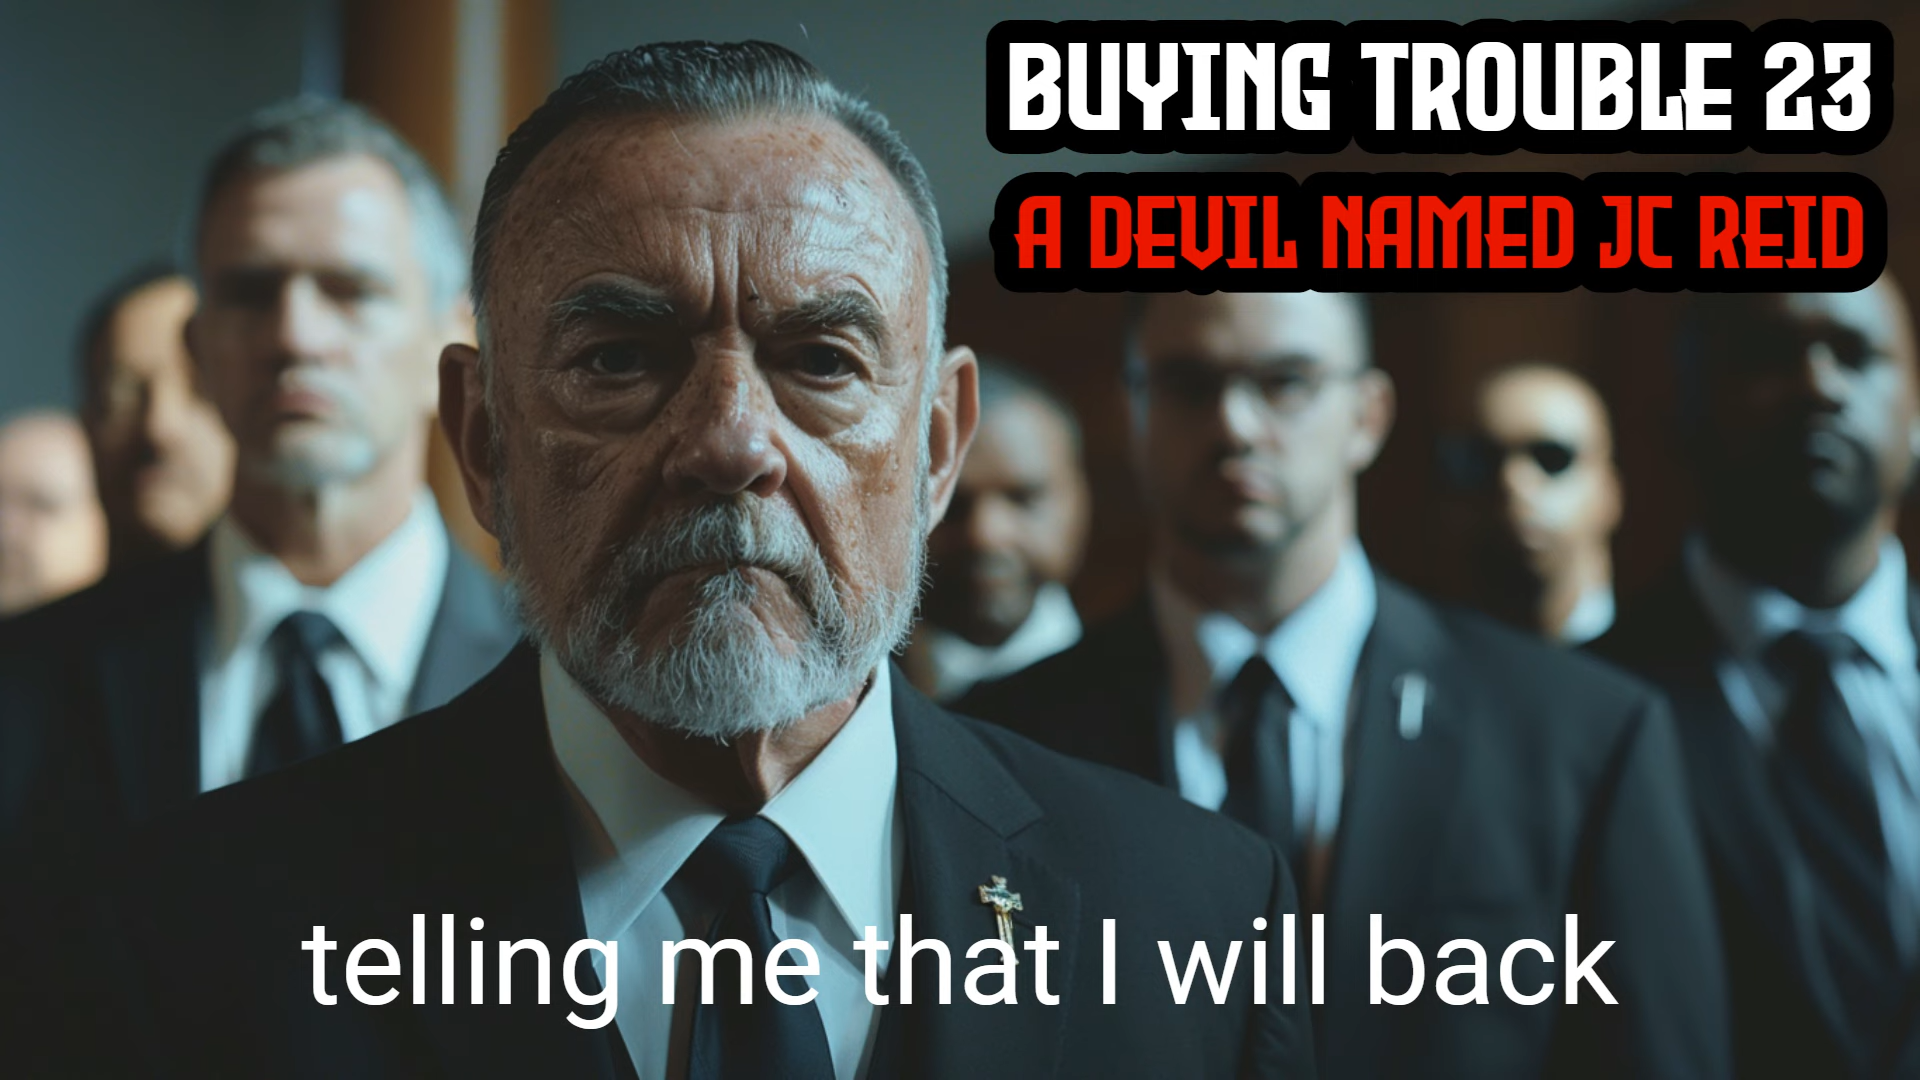 BUYING TROUBLE 23
A DEVIL NAMED JC REID
telling me that I will back